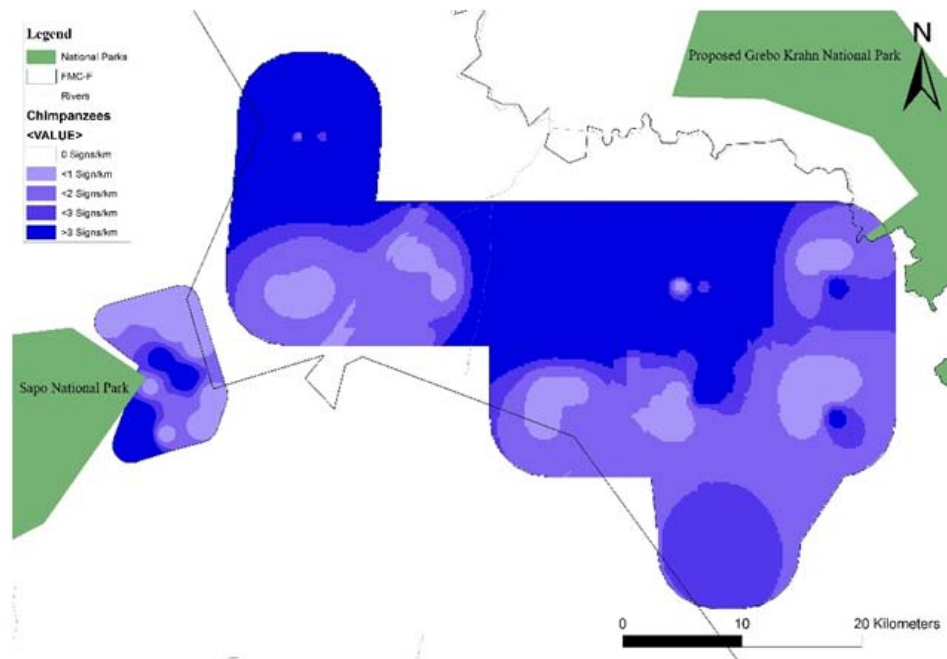 Legend
National Parks
FMC-F
Rivers
Chimpanzees
<VALUE>
0 Signs/km
<1 Sign/km
<2 Signs/km
<3 Signs/km
>3 Signs/km
Proposed Grebo Krahn National Park
N
Sapo National Park
0 10 20 Kilometers